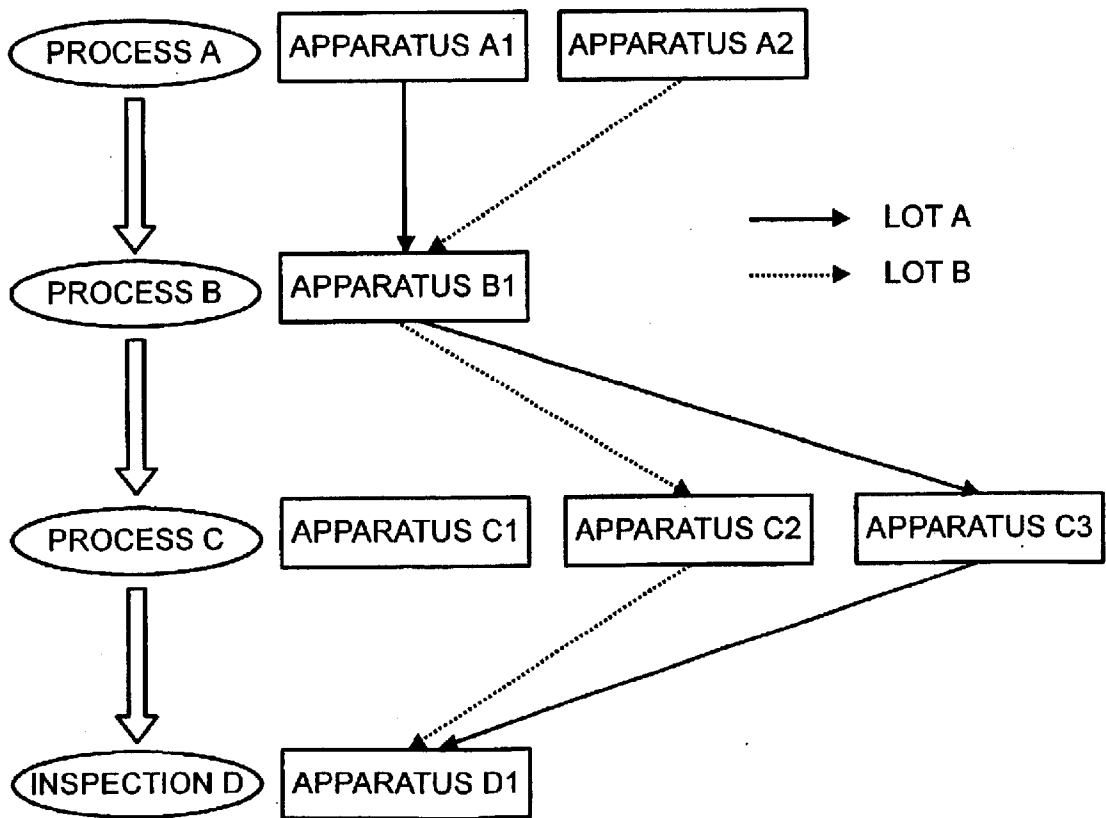 PROCESS A
APPARATUS A1
APPARATUS A2
LOT A
LOT B
PROCESS B
APPARATUS B1
PROCESS C
APPARATUS C1
APPARATUS C2
APPARATUS C3
INSPECTION D
APPARATUS D1